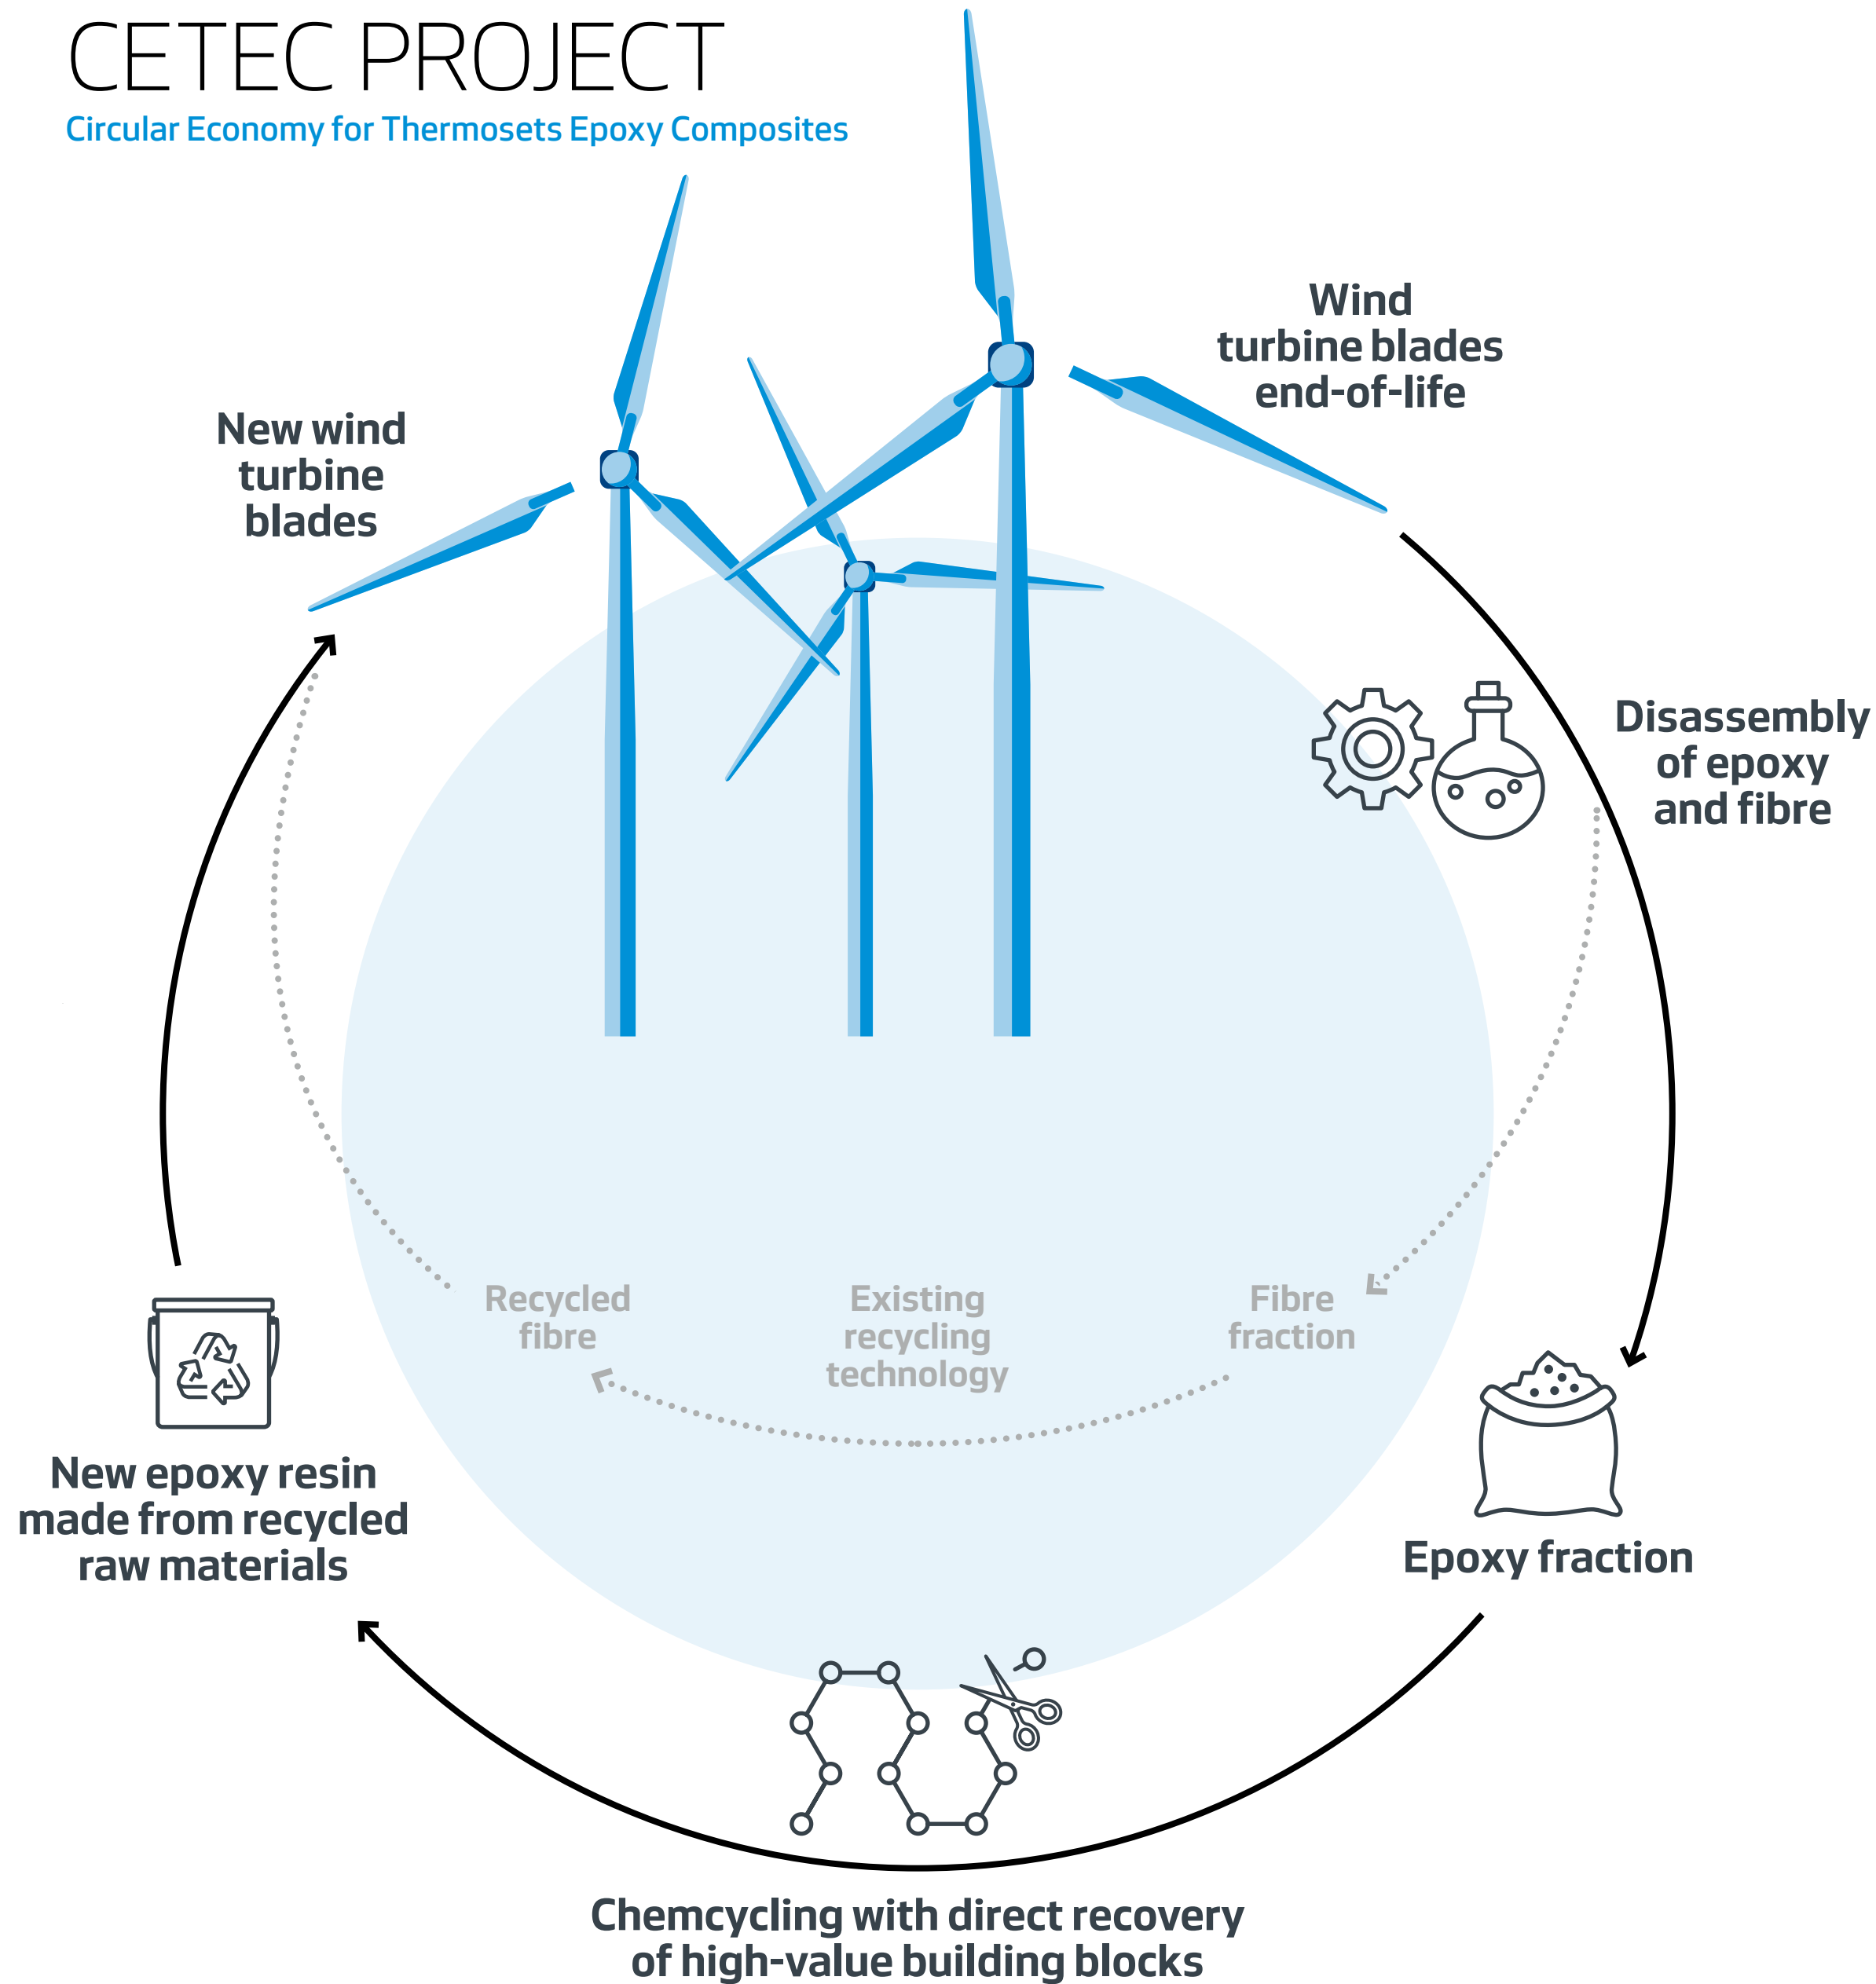 CETEC PROJECT
Circular Economy for Thermosets Epoxy Composites
Wind
turbine blades
end-of-life
New wind
turbine
blades
Disassembly
of epoxy
and fibre
Recycled
fibre
Existing
recycling
technology
Fibre
fraction
New epoxy resin
made from recycled
raw materials
Epoxy fraction
Chemcycling with direct recovery
of high-value building blocks